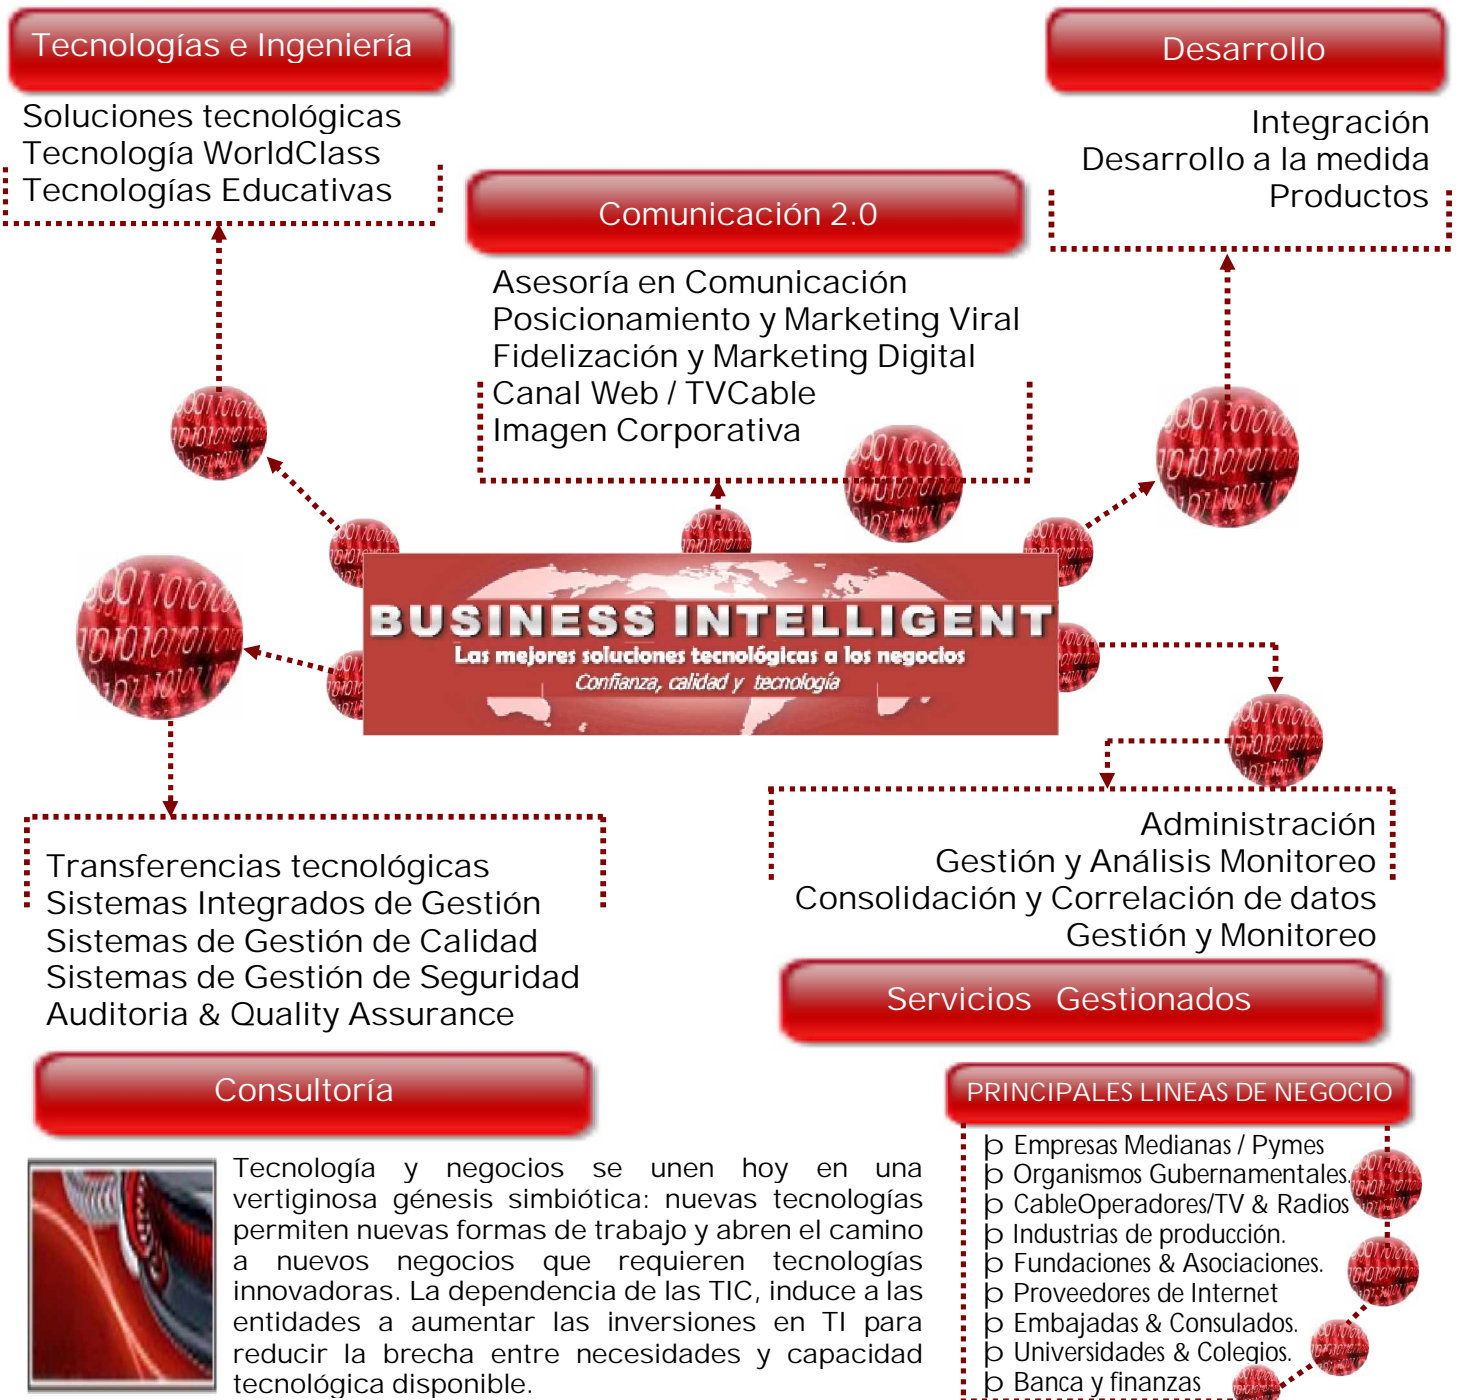 Tecnologías e Ingeniería
Soluciones tecnológicas
Tecnología WorldClass
Tecnologías Educativas
Desarrollo
Integración
Desarrollo a la medida
Productos
Comunicación 2.0
Asesoría en Comunicación
Posicionamiento y Marketing Viral
Fidelización y Marketing Digital
Canal Web / TVCable
Imagen Corporativa
BUSINESS INTELLIGENT
Las mejores soluciones tecnológicas a los negocios
Confianza, calidad y tecnología
Transferencias tecnológicas
Sistemas Integrados de Gestión
Sistemas de Gestión de Calidad
Sistemas de Gestión de Seguridad
Auditoria & Quality Assurance
Consultoría
Administración
Gestión y Análisis Monitoreo
Consolidación y Correlación de datos
Gestión y Monitoreo
Servicios Gestionados
Tecnología y negocios se unen hoy en una
vertiginosa génesis simbiótica: nuevas tecnologías
permiten nuevas formas de trabajo y abren el camino
a nuevos negocios que requieren tecnologías
innovadoras. La dependencia de las TIC, induce a las
entidades a aumentar las inversiones en TI para
reducir la brecha entre necesidades y capacidad
tecnológica disponible.
PRINCIPALES LINEAS DE NEGOCIO
þ Empresas Medianas / Pymes
þ Organismos Gubernamentales.
þ CableOperadores/TV & Radios
þ Industrias de producción.
þ Fundaciones & Asociaciones.
þ Proveedores de Internet
þ Embajadas & Consulados.
þ Universidades & Colegios.
þ Banca y finanzas